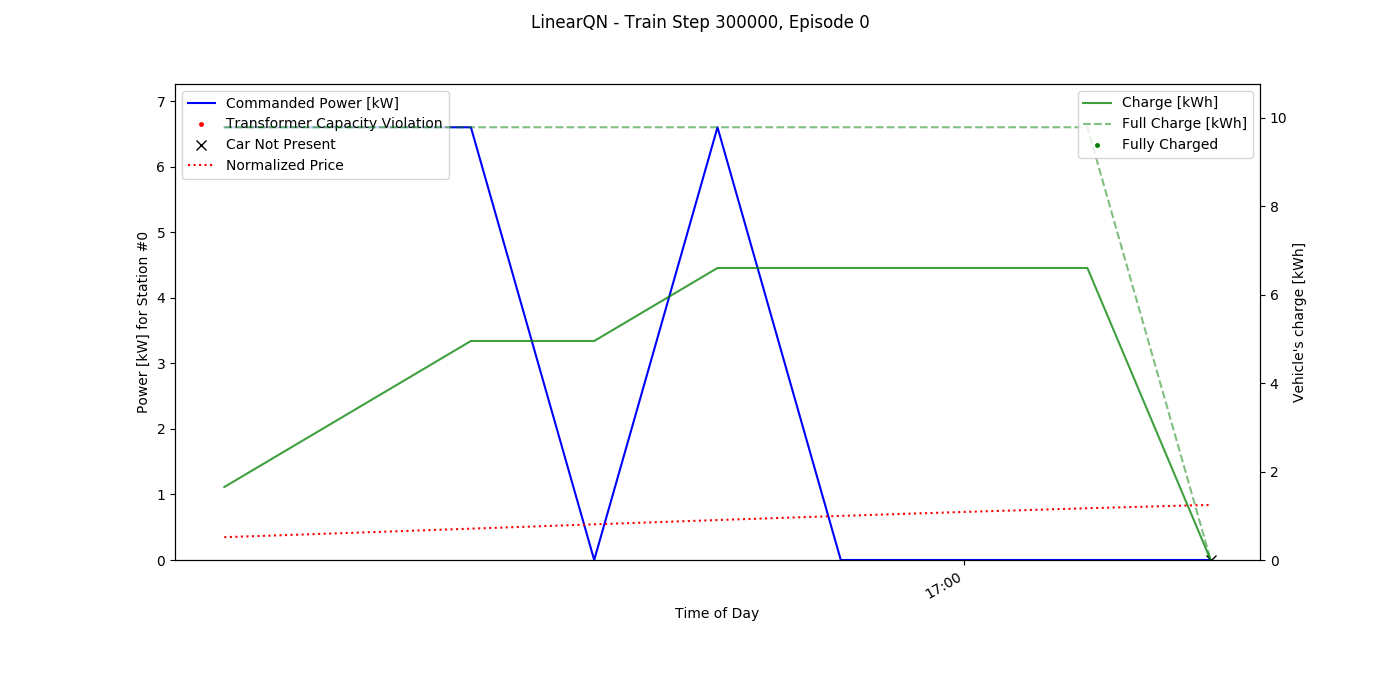 LinearQN - Train Step 300000, Episode 0
Commanded Power [kW]
Transformer Capacity Violation
Car Not Present
Normalized Price
Charge [kWh]
Full Charge [kWh]
Fully Charged
7
6
5
4
3
2
1
0
Power [kW] for Station #0
10
8
6
4
2
0
Vehicle's charge [kWh]
17:00
Time of Day